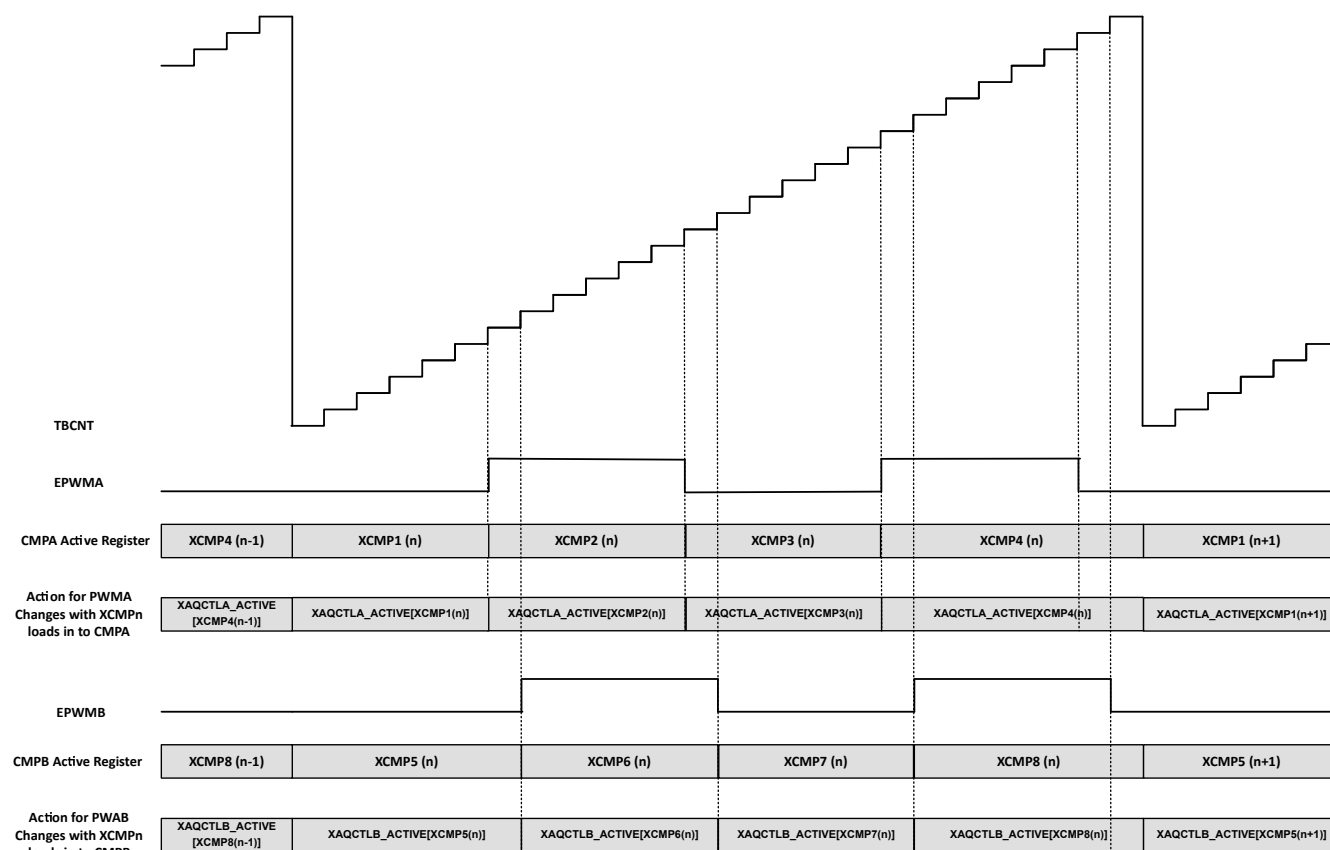 TBCNT
EPWMA
CMPA Active Register
XCMP4 (n-1)
XCMP1 (n)
XCMP2 (n)
XCMP3 (n)
XCMP4 (n)
XCMP1 (n+1)
Action for PWMA
Changes with XCMPn
loads in to CMPA
XAQCTLA_ACTIVE
[XCMP4(n-1)]
XAQCTLA_ACTIVE[XCMP1(n)]
XAQCTLA_ACTIVE[XCMP2(n)]
XAQCTLA_ACTIVE[XCMP3(n)]
XAQCTLA_ACTIVE[XCMP4(n)]
XAQCTLA_ACTIVE[XCMP1(n+1)]
EPWMB
CMPB Active Register
XCMP8 (n-1)
XCMP5 (n)
XCMP6 (n)
XCMP7 (n)
XCMP8 (n)
XCMP5 (n+1)
Action for PWAB
Changes with XCMPn
XAQCTLB_ACTIVE
[XCMP8(n-1)]
XAQCTLB_ACTIVE[XCMP5(n)]
XAQCTLB_ACTIVE[XCMP6(n)]
XAQCTLB_ACTIVE[XCMP7(n)]
XAQCTLB_ACTIVE[XCMP8(n)]
XAQCTLB_ACTIVE[XCMP5(n+1)]